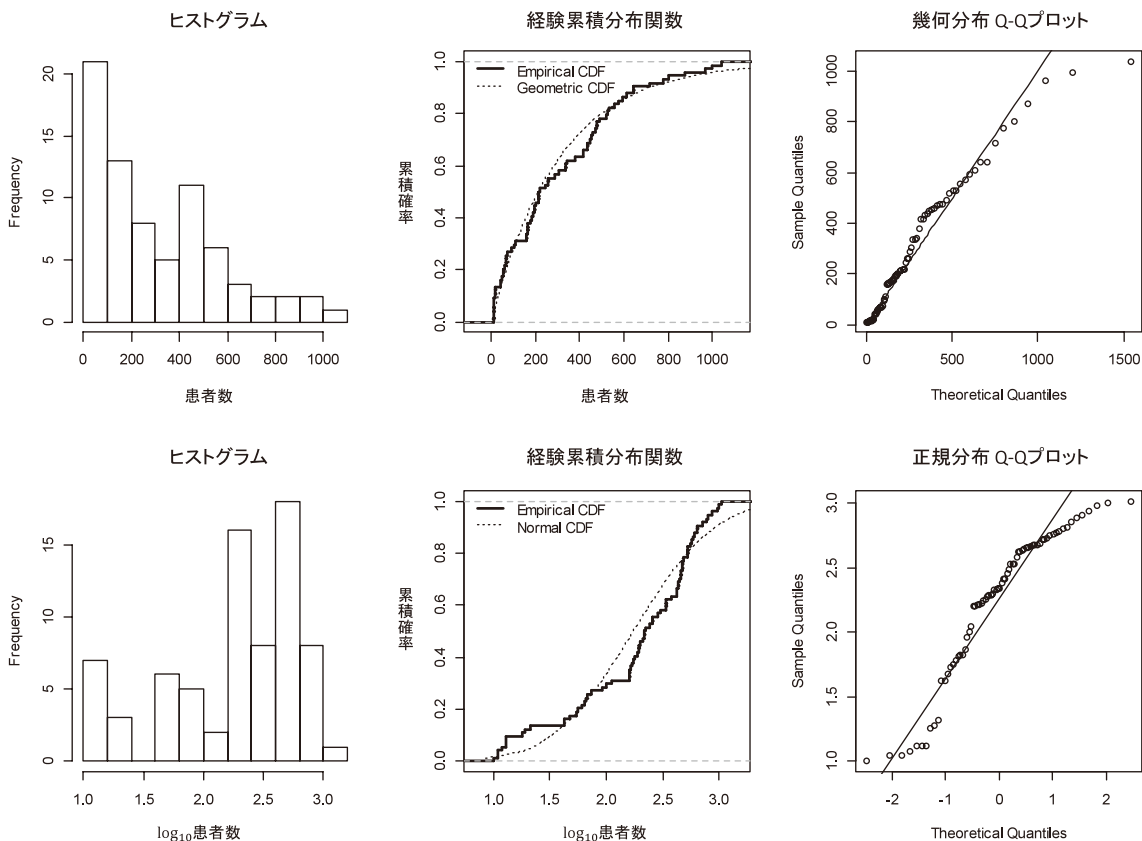 ヒストグラム
Frequency
0
5
10
15
20
0 200 400 600 800 1000
患者数
経験累積分布関数
Empirical CDF
Geometric CDF
累積確率
0.0
0.2
0.4
0.6
0.8
1.0
0 200 400 600 800 1000
患者数
幾何分布 Q-Qプロット
Sample Quantiles
0
200
400
600
800
1000
0 500 1000 1500
Theoretical Quantiles
ヒストグラム
Frequency
0
5
10
15
1.0 1.5 2.0 2.5 3.0
log₁₀患者数
経験累積分布関数
Empirical CDF
Normal CDF
累積確率
0.0
0.2
0.4
0.6
0.8
1.0
1.0 1.5 2.0 2.5 3.0
log₁₀患者数
正規分布 Q-Qプロット
Sample Quantiles
1.0
1.5
2.0
2.5
3.0
-2 -1 0 1 2
Theoretical Quantiles